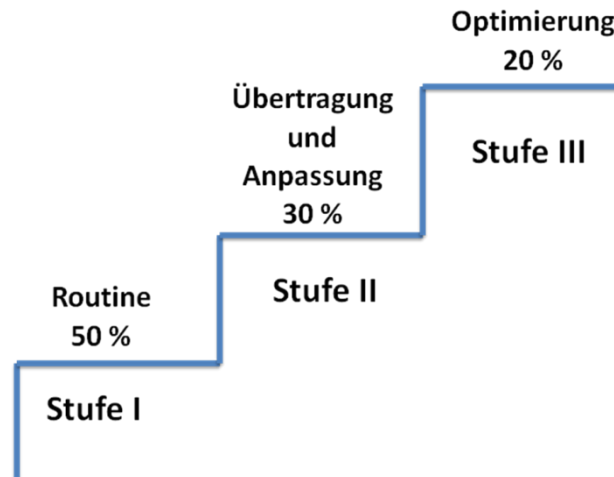 Routine
50 %
Stufe I
Übertragung
und
Anpassung
30 %
Stufe II
Optimierung
20 %
Stufe III